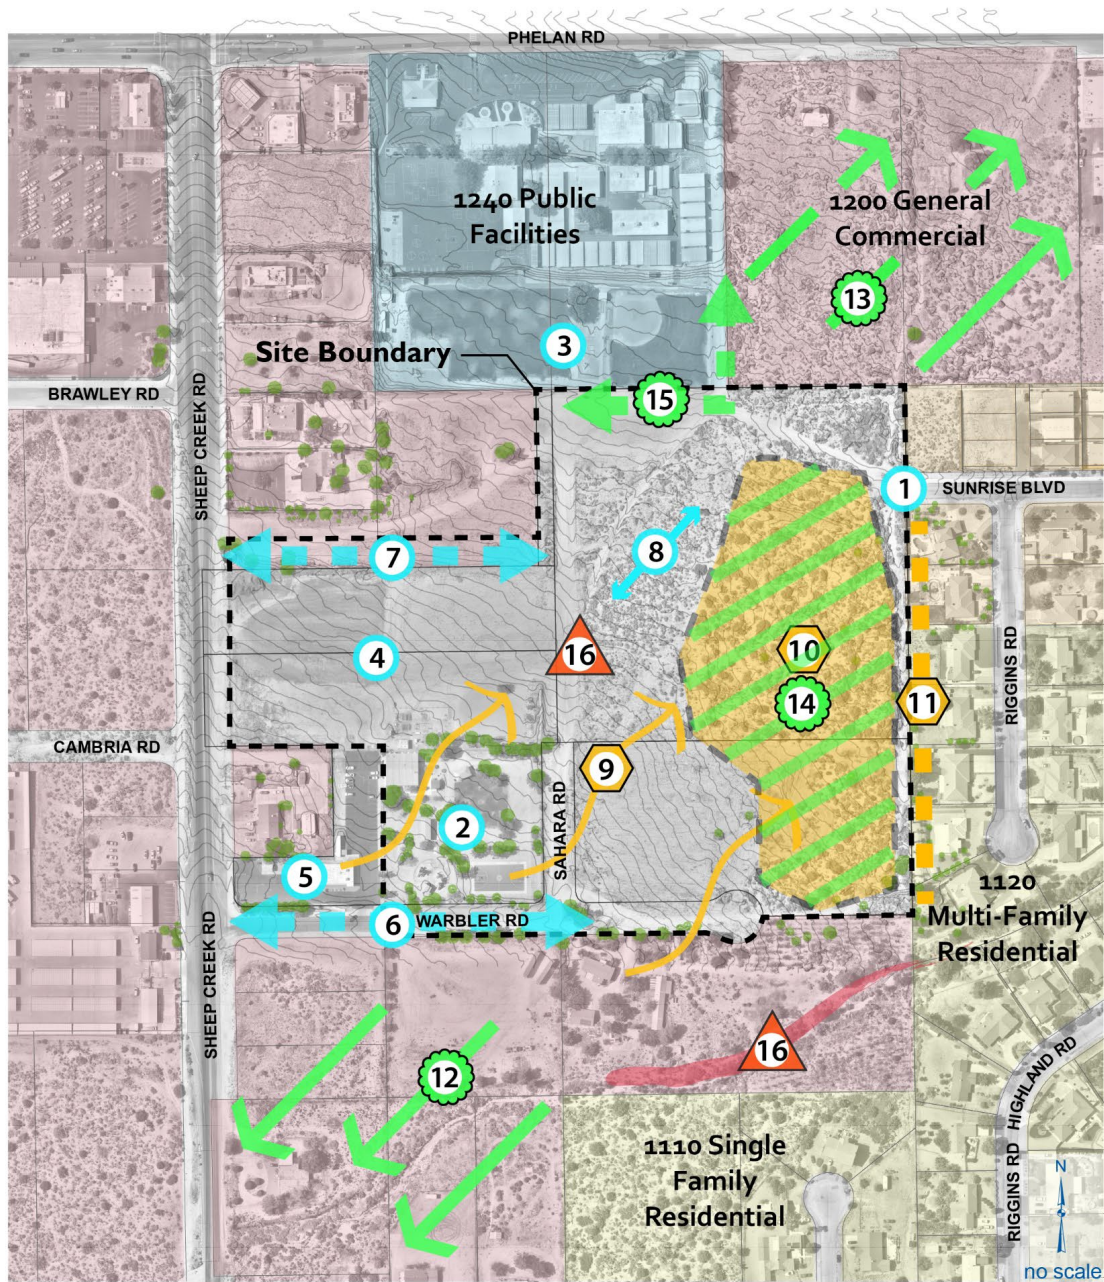 PHELAN RD
1240 Public
Facilities
1200 General
Commercial
13
3
Site Boundary
BRAWLEY RD
15
SHEEP CREEK RD
1
SUNRISE BLVD
7
8
4
16
10
14
11
RIGGINS RD
CAMBRIA RD
9
2
SAHARA RD
5
6
WARBLER RD
1120
Multi-Family
Residential
SHEEP CREEK RD
16
12
HIGHLAND RD
1110 Single
Family
Residential
RIGGINS RD
N
no scale